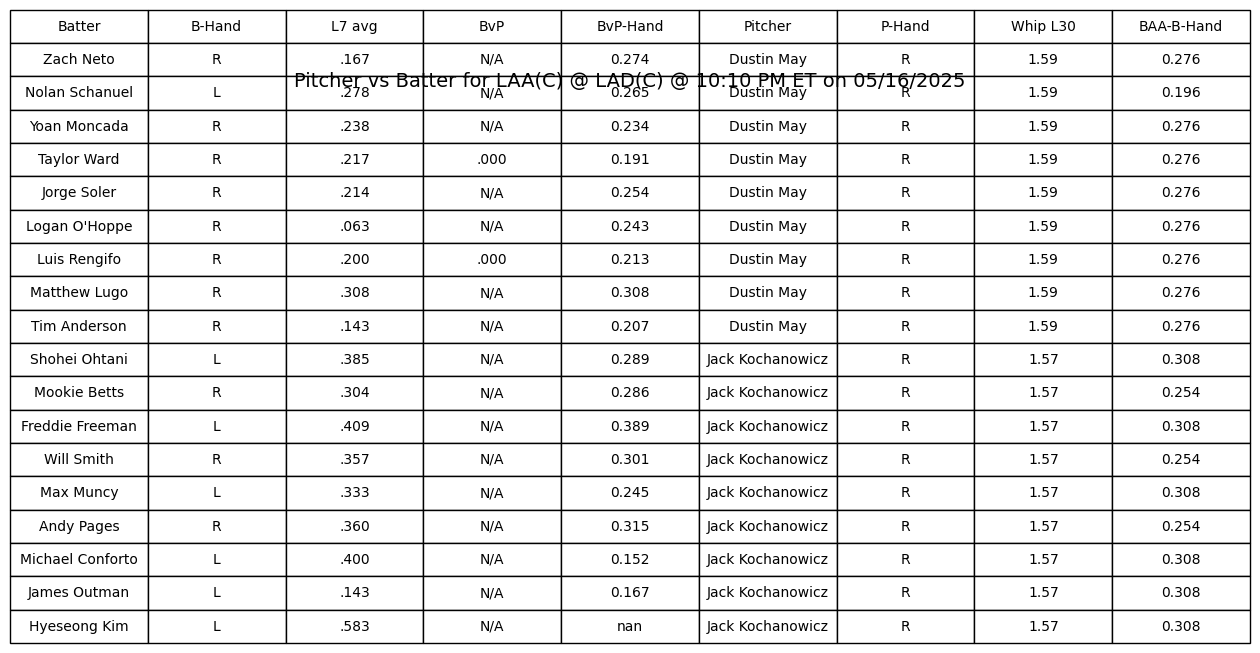 Batter B-Hand L7 avg BvP BvP-Hand Pitcher P-Hand Whip L30 BAA-B-Hand
Zach Neto R .167 N/A 0.274 Dustin May R 1.59 0.276
Pitcher vs Batter for LAA(C) @ LAD(C) @ 10:10 PM ET on 05/16/2025
Nolan Schanuel L .278 N/A 0.265 Dustin May R 1.59 0.196
Yoan Moncada R .238 N/A 0.234 Dustin May R 1.59 0.276
Taylor Ward R .217 .000 0.191 Dustin May R 1.59 0.276
Jorge Soler R .214 N/A 0.254 Dustin May R 1.59 0.276
Logan O'Hoppe R .063 N/A 0.243 Dustin May R 1.59 0.276
Luis Rengifo R .200 .000 0.213 Dustin May R 1.59 0.276
Matthew Lugo R .308 N/A 0.308 Dustin May R 1.59 0.276
Tim Anderson R .143 N/A 0.207 Dustin May R 1.59 0.276
Shohei Ohtani L .385 N/A 0.289 Jack Kochanowicz R 1.57 0.308
Mookie Betts R .304 N/A 0.286 Jack Kochanowicz R 1.57 0.254
Freddie Freeman L .409 N/A 0.389 Jack Kochanowicz R 1.57 0.308
Will Smith R .357 N/A 0.301 Jack Kochanowicz R 1.57 0.254
Max Muncy L .333 N/A 0.245 Jack Kochanowicz R 1.57 0.308
Andy Pages R .360 N/A 0.315 Jack Kochanowicz R 1.57 0.254
Michael Conforto L .400 N/A 0.152 Jack Kochanowicz R 1.57 0.308
James Outman L .143 N/A 0.167 Jack Kochanowicz R 1.57 0.308
Hyeseong Kim L .583 N/A nan Jack Kochanowicz R 1.57 0.308